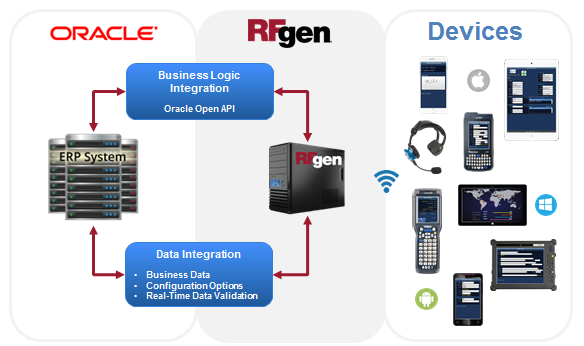 ORACLE
RFgen
Devices
Business Logic
Integration
Oracle Open API
ERP System
RFgen
Data Integration
• Business Data
• Configuration Options
• Real-Time Data Validation